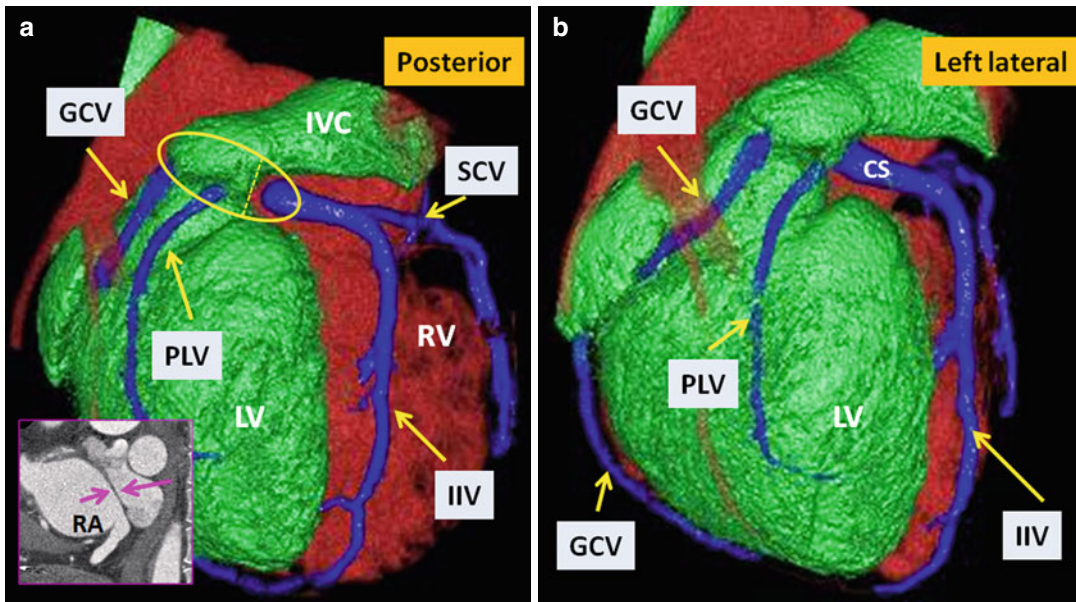 a
Posterior
GCV
IVC
SCV
PLV
RV
LV
RA
IIV
b
Left lateral
GCV
CS
PLV
LV
GCV
IIV